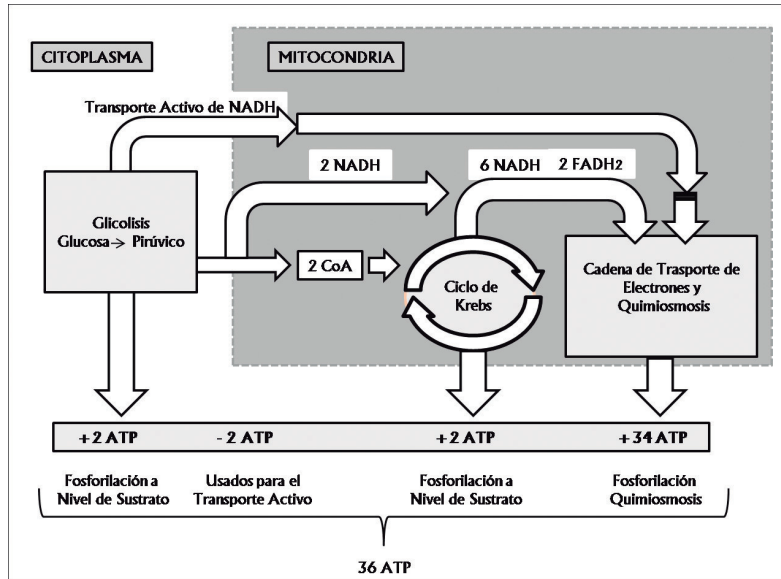 CITOPLASMA
MITOCONDRIA
Transporte Activo de NADH
2 NADH
6 NADH
2 FADH2
Glicolisis
Glucosa→ Pirúvico
2 CoA
Ciclo de
Krebs
Cadena de Trasporte de
Electrones y
Quimiosmosis
+2 ATP
- 2 ATP
+2 ATP
+34 ATP
Fosforilación a
Nivel de Sustrato
Usados para el
Transporte Activo
Fosforilación a
Nivel de Sustrato
Fosforilación
Quimiosmosis
36 ATP